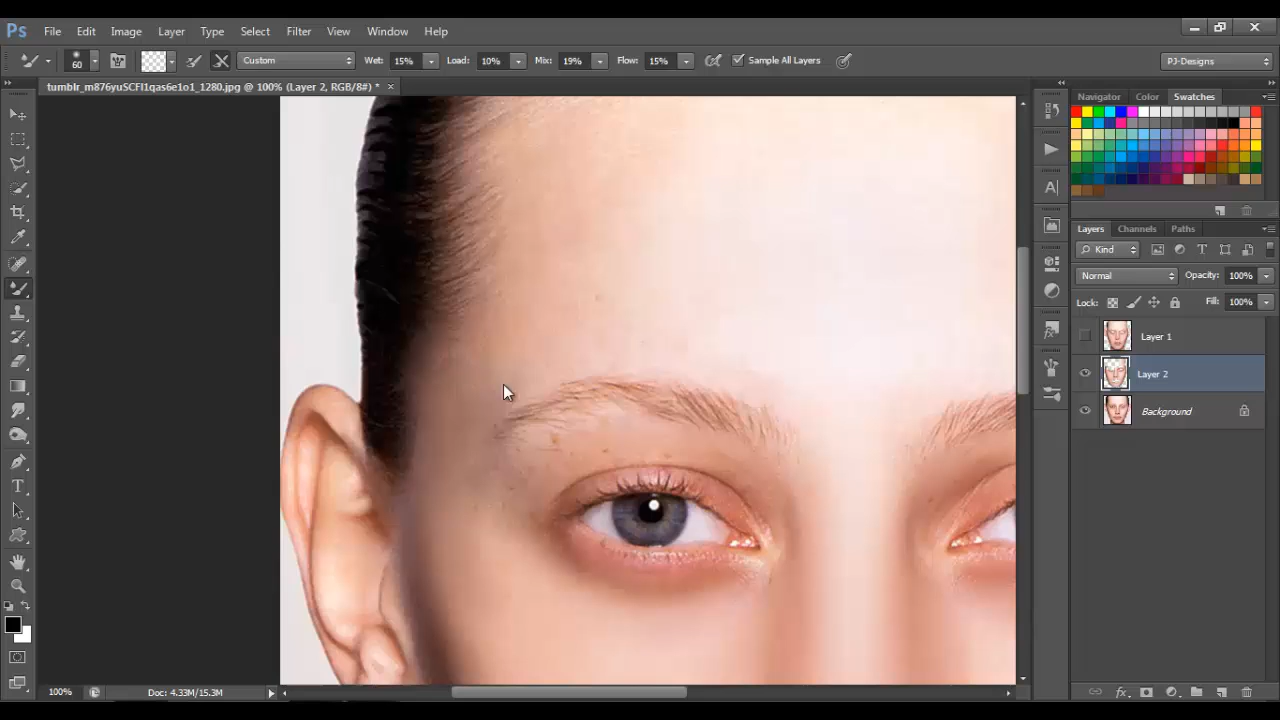 Ps File Edit Image Layer Type Select Filter View Window Help
60 Custom Wet: 15% Load: 10% Mix: 19% Flow: 15% Sample All Layers PJ-Designs
tumblr_m876yuSCFl1qas6e1o1_1280.jpg @ 100% (Layer 2, RGB/8#) *
Navigator Color Swatches
Layers Channels Paths
Kind
Normal Opacity: 100%
Lock: Fill: 100%
Layer 1
Layer 2
Background
100% Doc: 4.33M/15.3M